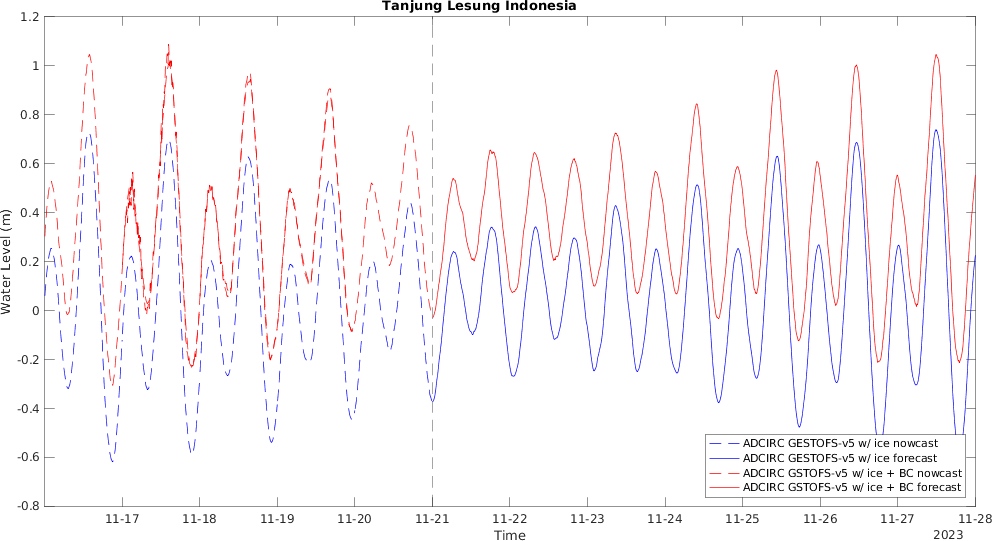 Tanjung Lesung Indonesia
1.2
1
0.8
0.6
0.4
0.2
0
-0.2
-0.4
-0.6
-0.8
Water Level (m)
ADCIRC GESTOFS-v5 w/ ice nowcast
ADCIRC GESTOFS-v5 w/ ice forecast
ADCIRC GSTOFS-v5 w/ ice + BC nowcast
ADCIRC GSTOFS-v5 w/ ice + BC forecast
11-17 11-18 11-19 11-20 11-21 11-22 11-23 11-24 11-25 11-26 11-27 11-28
Time
2023